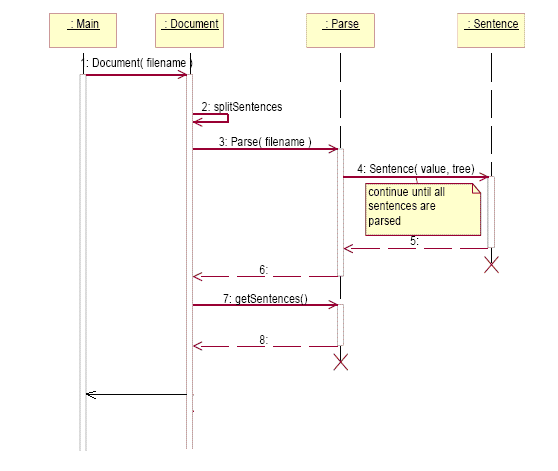 _: Main
_: Document
_: Parse
_: Sentence
1: Document( filename )
2: splitSentences
3: Parse( filename )
4: Sentence( value, tree)
continue until all
sentences are
parsed
5:
6:
7: getSentences()
8: